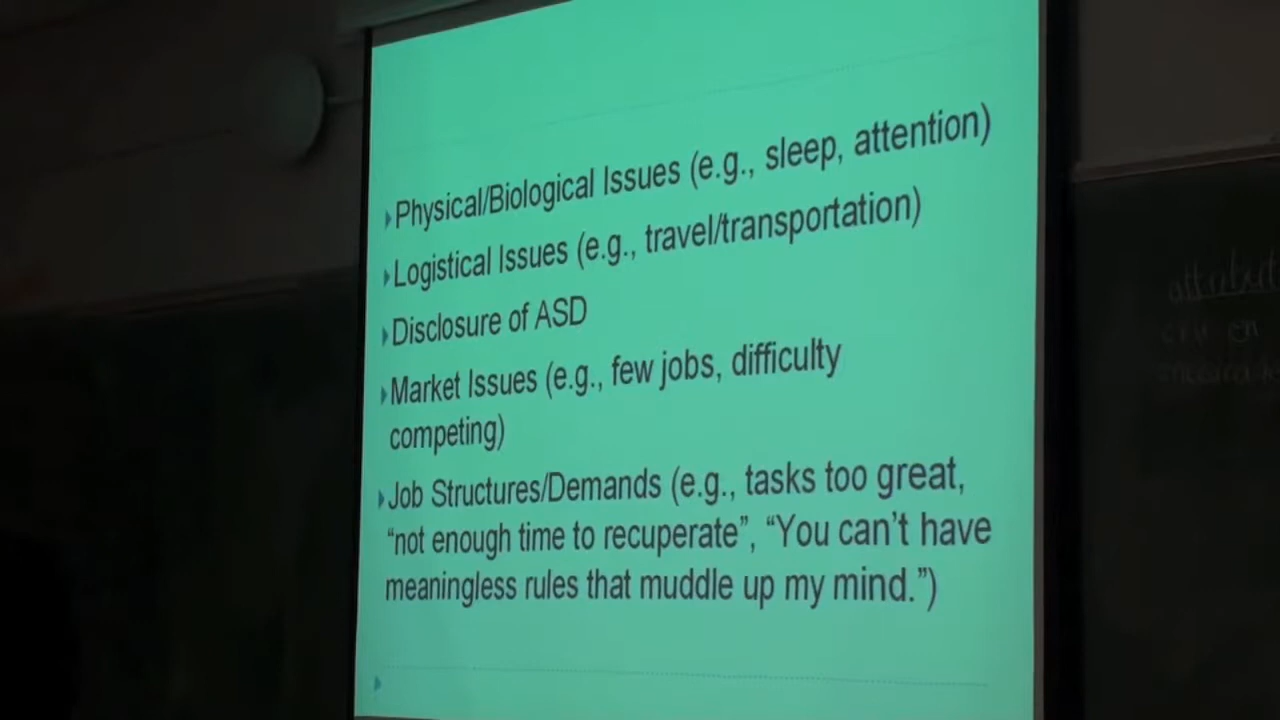 Physical/Biological Issues (e.g., sleep, attention)
Logistical Issues (e.g., travel/transportation)
Disclosure of ASD
Market Issues (e.g., few jobs, difficulty
competing)
Job Structures/Demands (e.g., tasks too great,
“not enough time to recuperate”, “You can’t have
meaningless rules that muddle up my mind.”)
en